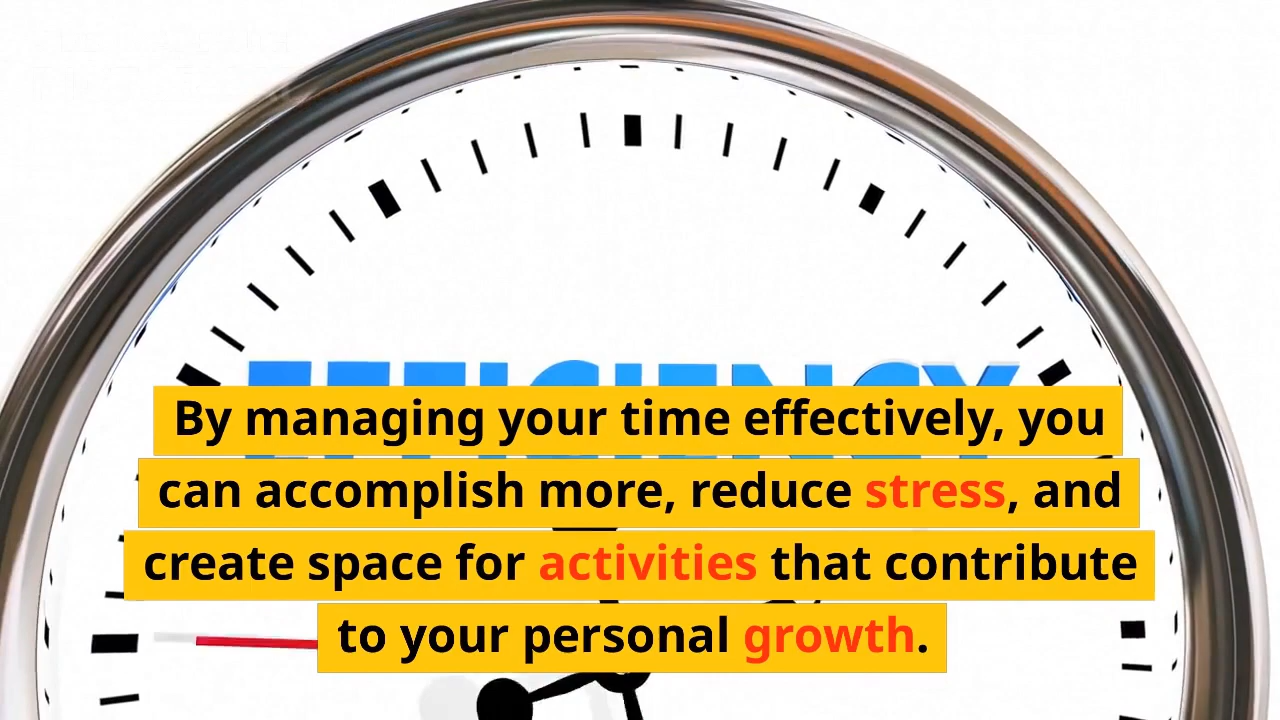 EFFICIENCY
By managing your time effectively, you
can accomplish more, reduce stress, and
create space for activities that contribute
to your personal growth.